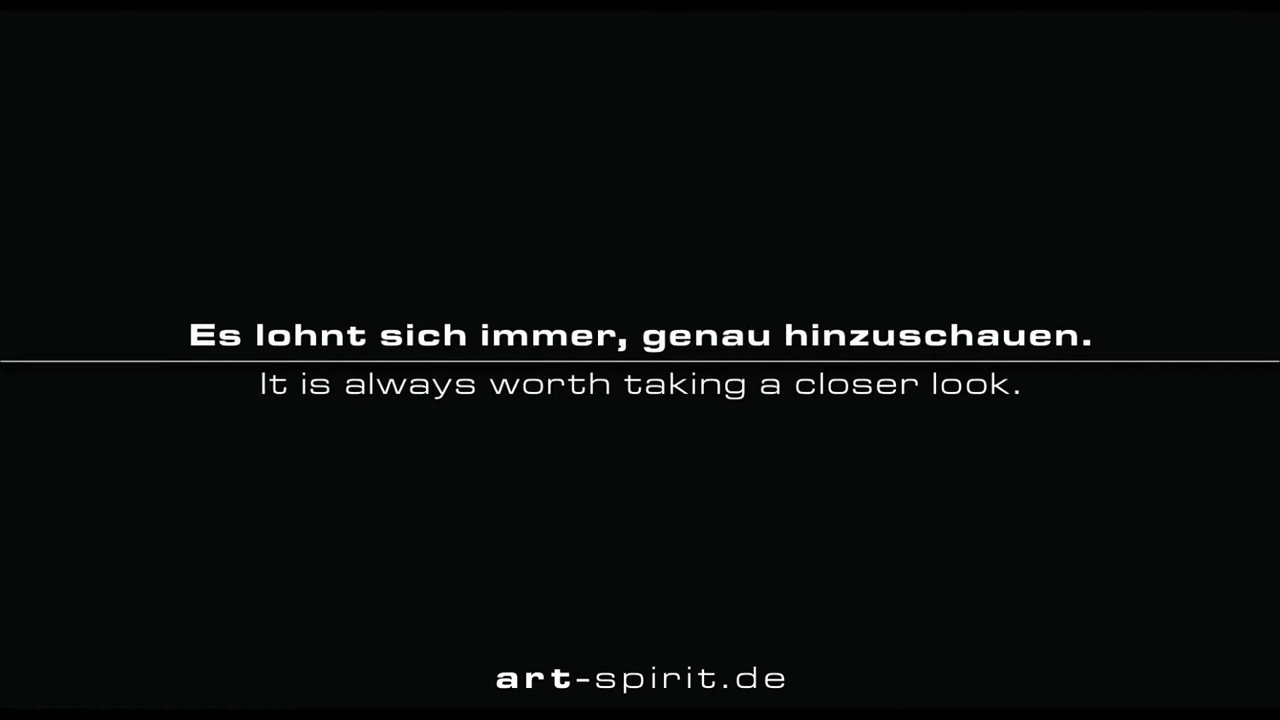 Es lohnt sich immer, genau hinzuschauen.
It is always worth taking a closer look.
art-spirit.de